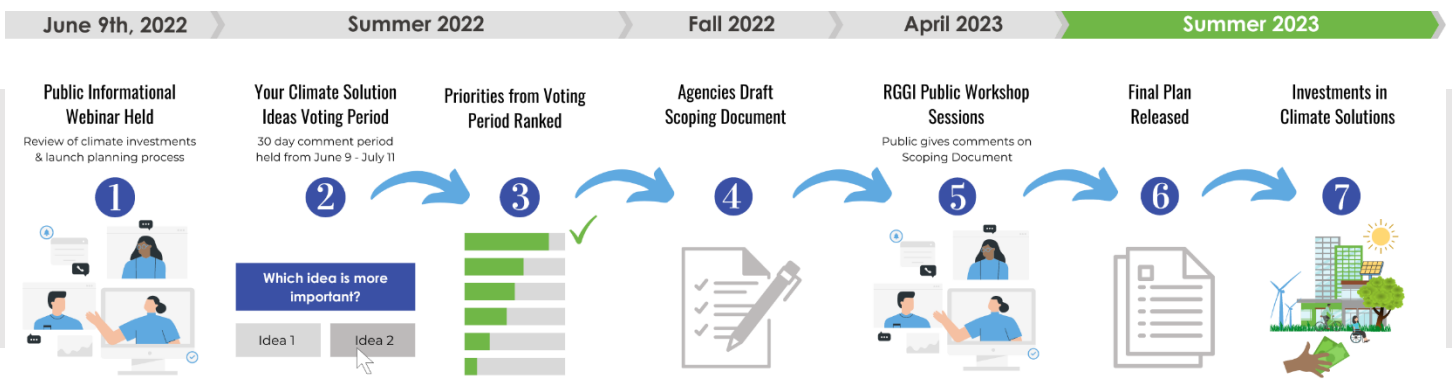 June 9th, 2022
Summer 2022
Fall 2022
April 2023
Summer 2023
Public Informational
Webinar Held
Review of climate investments
& launch planning process
1
Your Climate Solution
Ideas Voting Period
30 day comment period
held from June 9 - July 11
2
Which idea is more
important?
Idea 1
Idea 2
Priorities from Voting
Period Ranked
3
Agencies Draft
Scoping Document
4
RGGI Public Workshop
Sessions
Public gives comments on
Scoping Document
5
Final Plan
Released
6
Investments in
Climate Solutions
7